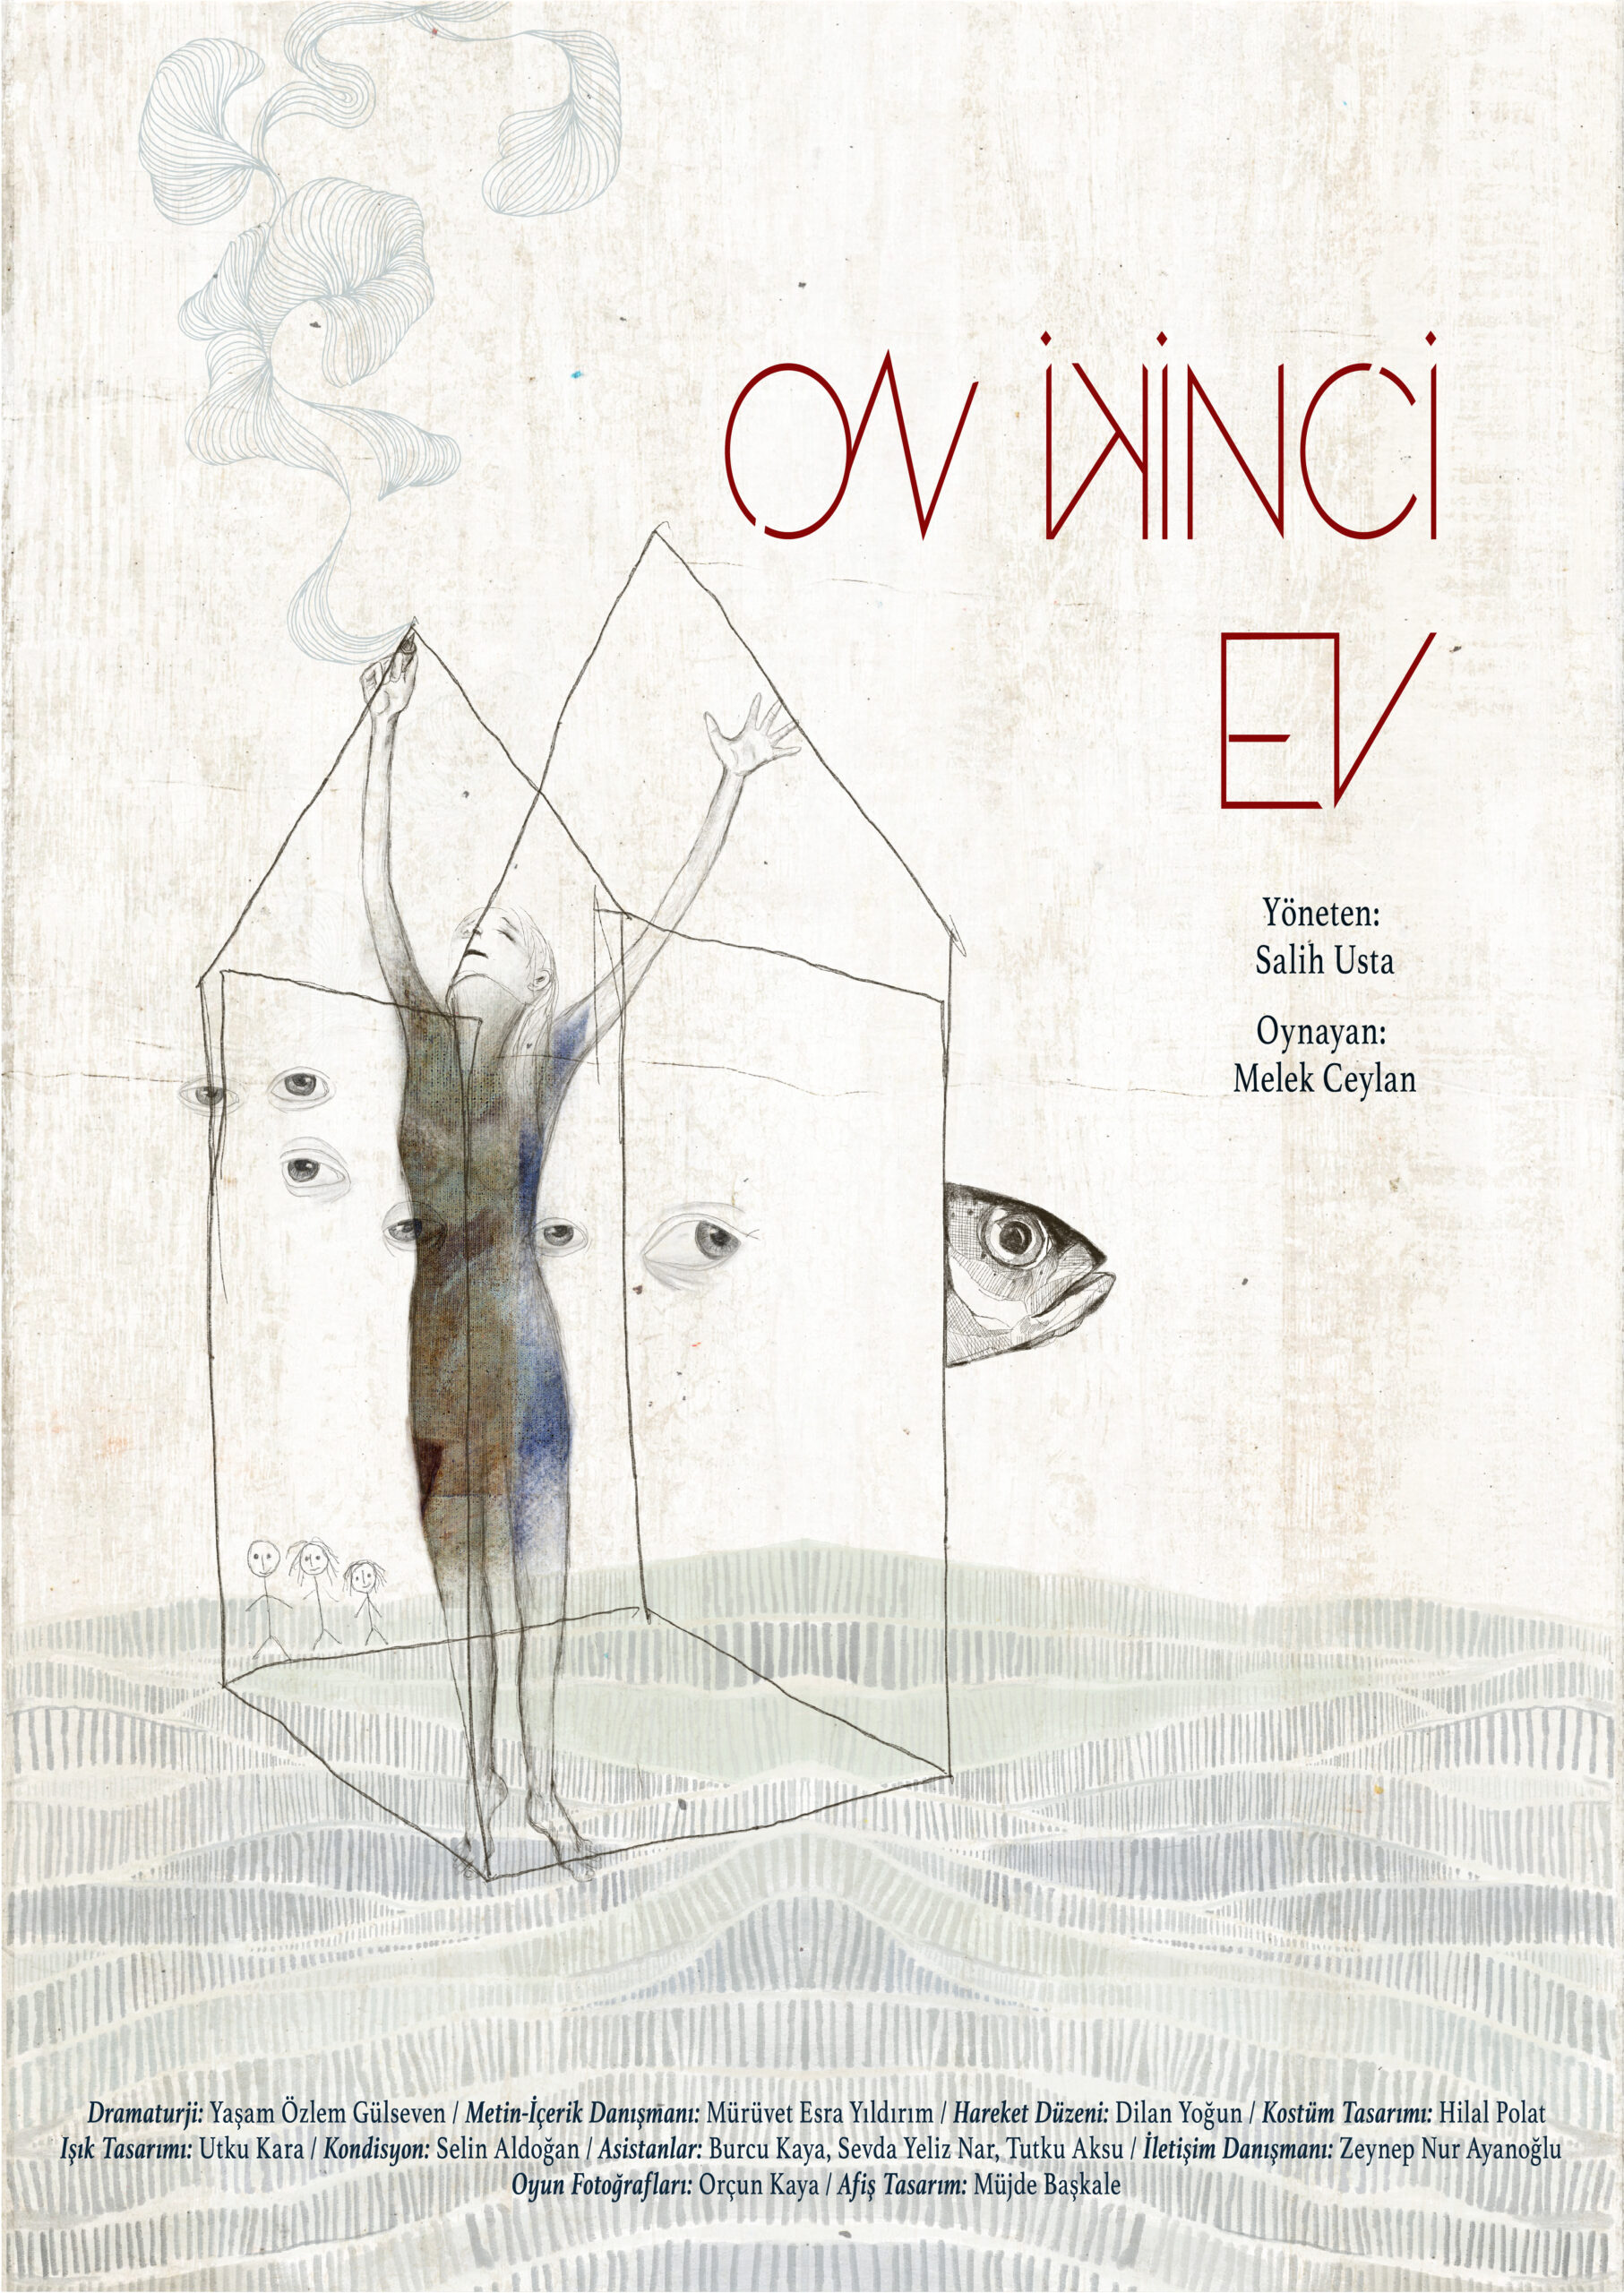 ON İKİNCİ
EV
Yöneten:
Salih Usta
Oynayan:
Melek Ceylan
Dramaturji: Yaşam Özlem Gülseven / Metin-İçerik Danışmanı: Mürüvet Esra Yıldırım / Hareket Düzeni: Dilan Yoğun / Kostüm Tasarımı: Hilal Polat
Işık Tasarımı: Utku Kara / Kondisyon: Selin Aldoğan / Asistanlar: Burcu Kaya, Sevda Yeliz Nar, Tutku Aksu / İletişim Danışmanı: Zeynep Nur Ayanoğlu
Oyun Fotoğrafları: Orçun Kaya / Afiş Tasarım: Müjde Başkale